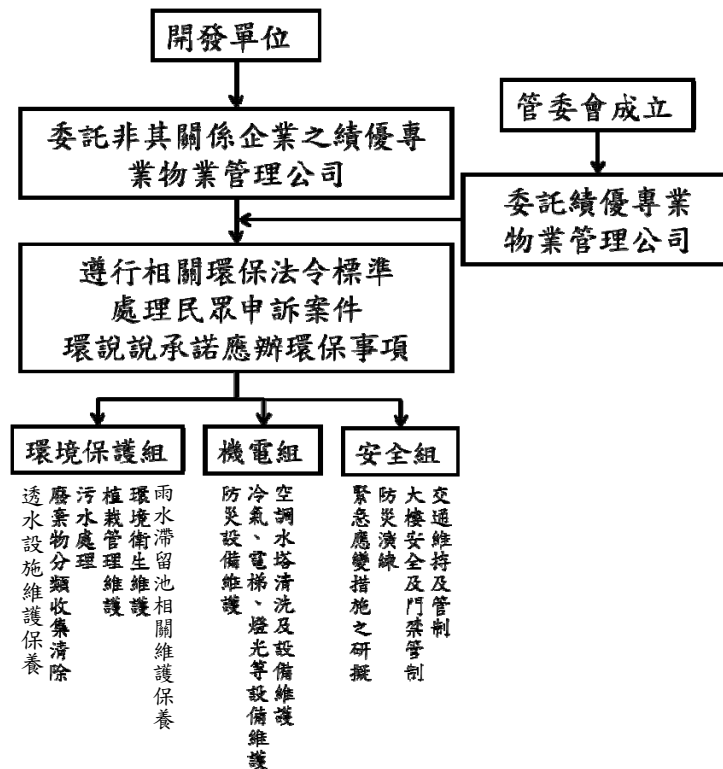 開發單位
委託非其關係企業之績優專
業物業管理公司
管委會成立
委託績優專業
物業管理公司
遵行相關環保法令標準
處理民眾申訴案件
環說說承諾應辦環保事項
環境保護組
雨水滯留池相關維護保養
環境衛生維護
植栽管理維護
污水處理
廢棄物分類收集清除
透水設施維護保養
機電組
空調水塔清洗及設備維護
冷氣、電梯、燈光等設備維護
防災設備維護
安全組
交通維持及管制
大樓安全及門禁管制
防災演練
緊急應變措施之研擬